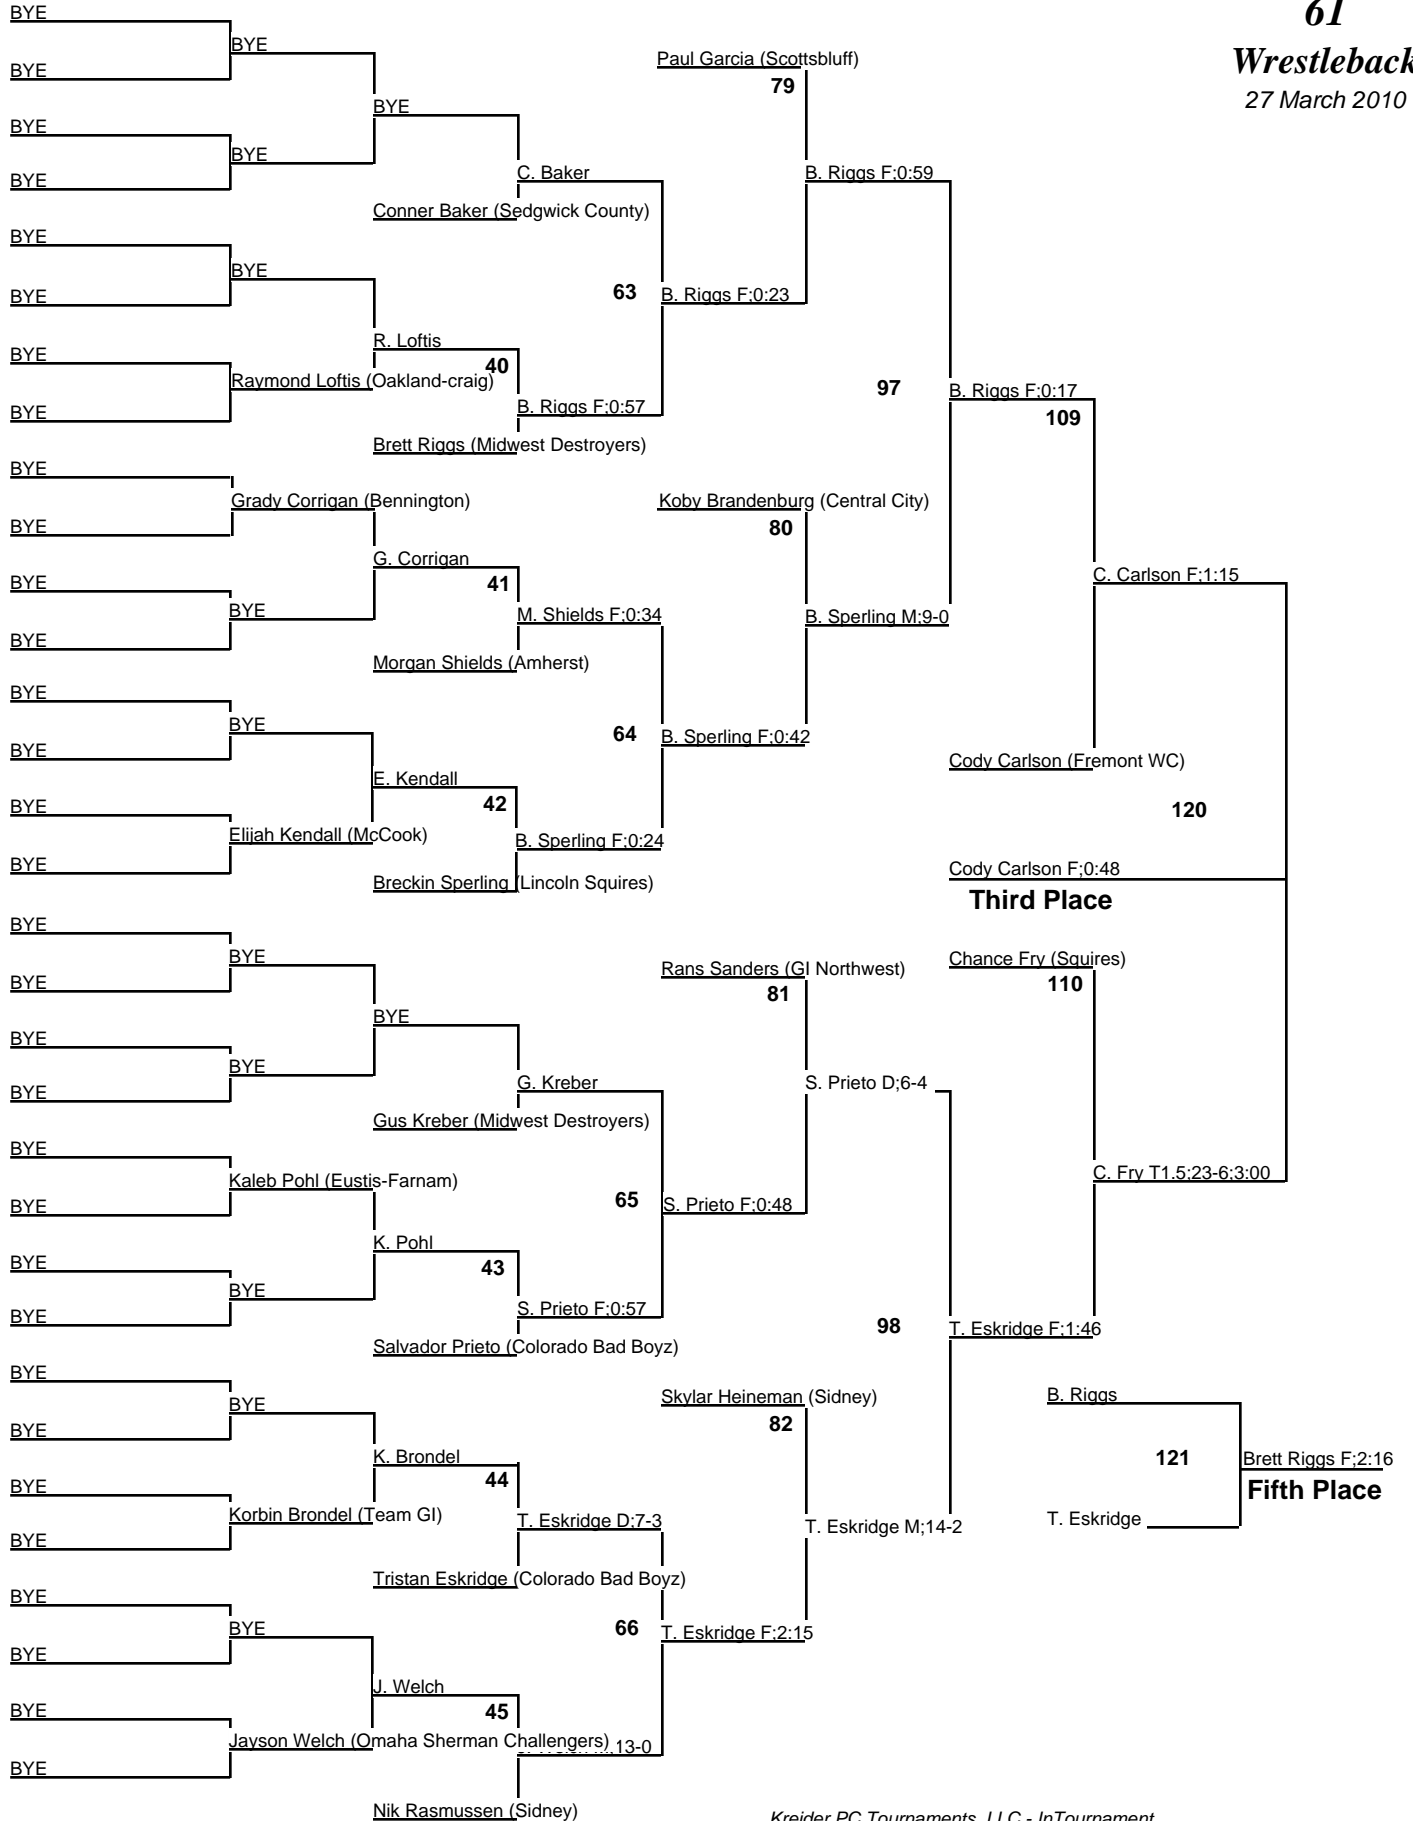 BYE
61
BYE
Wrestleback
Paul Garcia (Scottsbluff)
BYE
79
27 March 2010
BYE
BYE
BYE
C. Baker
B. Riggs F;0:59
BYE
Conner Baker (Sedgwick County)
BYE
BYE
63
B. Riggs F;0:23
BYE
R. Loftis
BYE
40
Raymond Loftis (Oakland-craig)
97
B. Riggs F;0:17
B. Riggs F;0:57
109
BYE
Brett Riggs (Midwest Destroyers)
BYE
Grady Corrigan (Bennington)
Koby Brandenburg (Central City)
BYE
80
G. Corrigan
C. Carlson F;1:15
BYE
41
BYE
M. Shields F;0:34
B. Sperling M;9-0
BYE
Morgan Shields (Amherst)
BYE
BYE
64
B. Sperling F;0:42
BYE
Cody Carlson (Fremont WC)
E. Kendall
42
BYE
120
Elijah Kendall (McCook)
B. Sperling F;0:24
BYE
Cody Carlson F;0:48
Breckin Sperling (Lincoln Squires)
Third Place
BYE
BYE
Rans Sanders (GI Northwest)
Chance Fry (Squires)
BYE
81
110
BYE
BYE
BYE
G. Kreber
S. Prieto D;6-4
BYE
Gus Kreber (Midwest Destroyers)
BYE
Kaleb Pohl (Eustis-Farnam)
C. Fry T1.5;23-6;3:00
BYE
65
S. Prieto F;0:48
K. Pohl
BYE
43
BYE
S. Prieto F;0:57
BYE
98
T. Eskridge F;1:46
Salvador Prieto (Colorado Bad Boyz)
BYE
BYE
Skylar Heineman (Sidney)
B. Riggs
BYE
82
K. Brondel
121
Brett Riggs F;2:16
44
BYE
Fifth Place
Korbin Brondel (Team GI)
T. Eskridge D;7-3
T. Eskridge M;14-2
T. Eskridge
BYE
Tristan Eskridge (Colorado Bad Boyz)
BYE
BYE
66
T. Eskridge F;2:15
BYE
J. Welch
BYE
45
Jayson Welch (Omaha Sherman Challengers)
13-0
BYE
Nik Rasmussen (Sidney)
Kreider PC Tournaments, LLC - InTournament